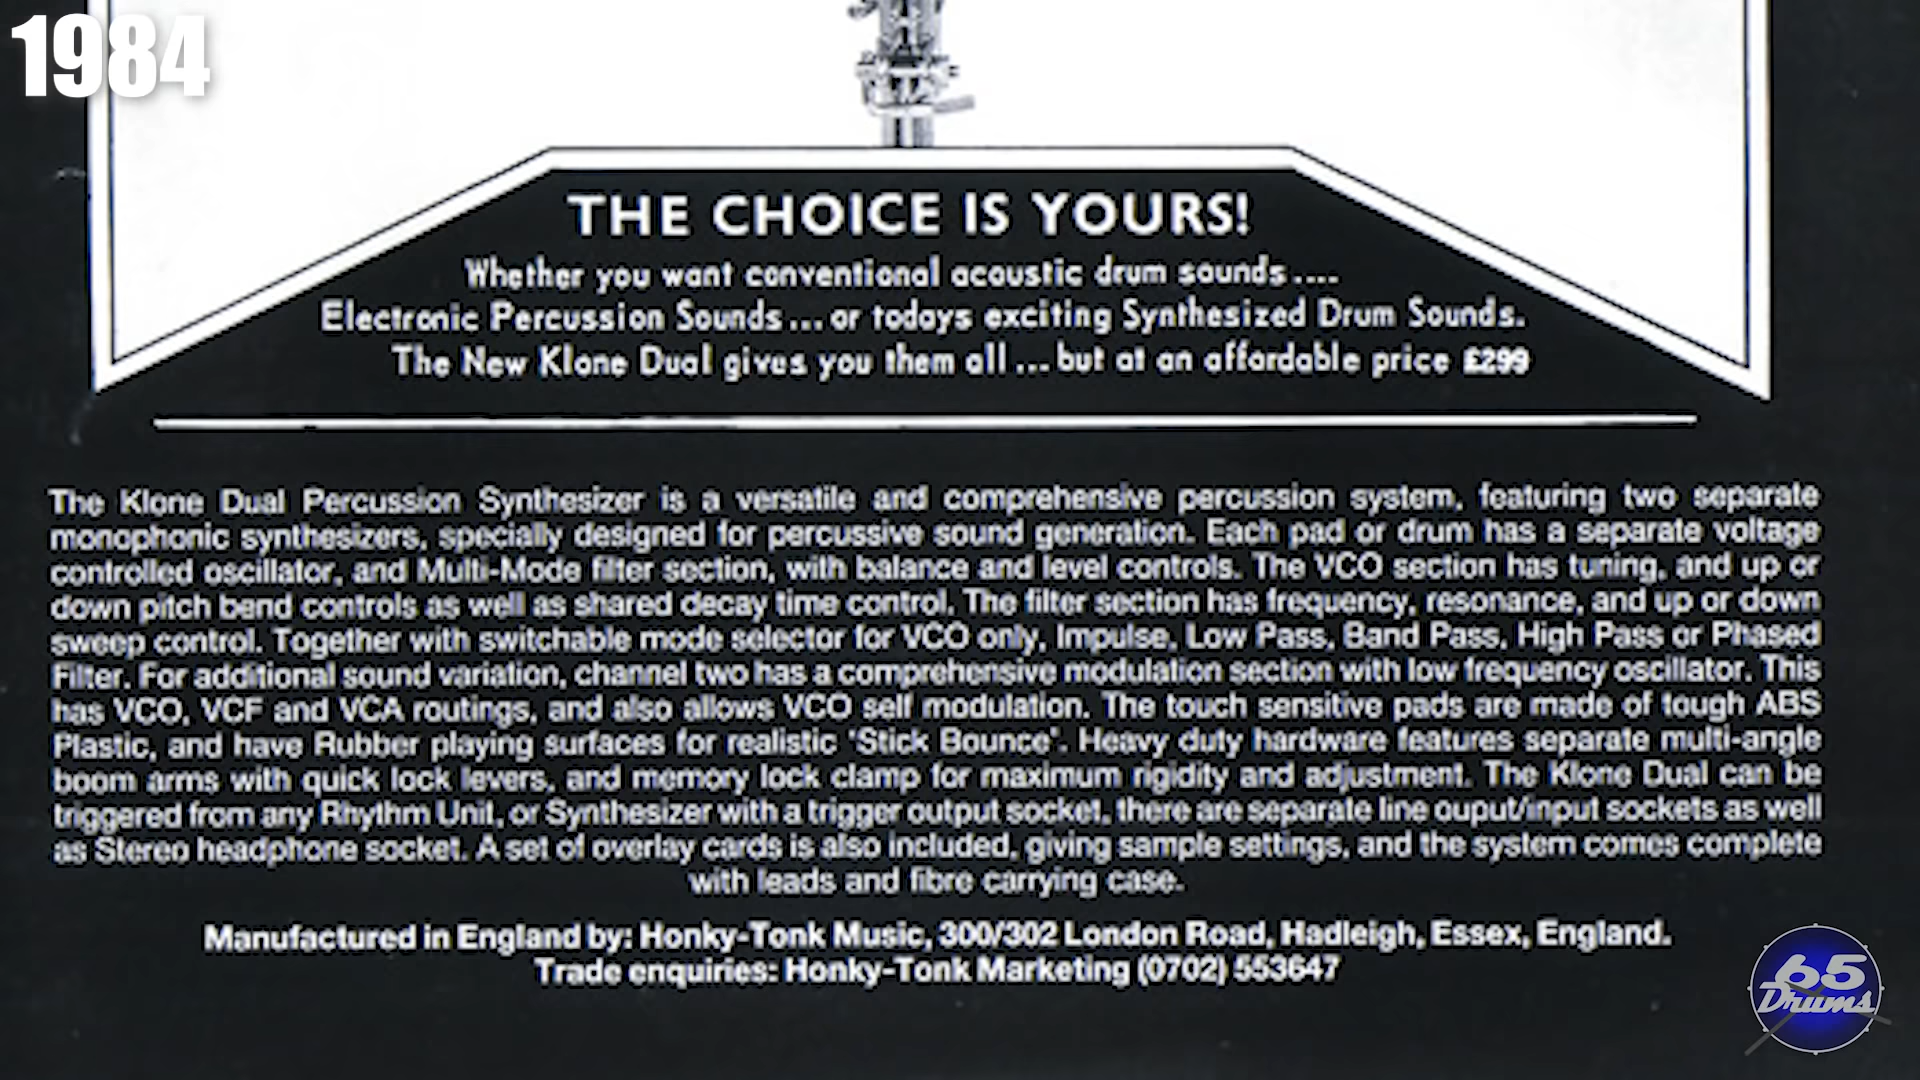 1984
THE CHOICE IS YOURS!
Whether you want conventional acoustic drum sounds ....
Electronic Percussion Sounds ... or todays exciting Synthesized Drum Sounds.
The New Klone Dual gives you them all ... but at an affordable price £299
The Klone Dual Percussion Synthesizer is a versatile and comprehensive percussion system, featuring two separate
monophonic synthesizers, specially designed for percussive sound generation. Each pad or drum has a separate voltage
controlled oscillator, and Multi-Mode filter section, with balance and level controls. The VCO section has tuning, and up or
down pitch bend controls as well as shared decay time control. The filter section has frequency, resonance, and up or down
sweep control. Together with switchable mode selector for VCO only, Impulse, Low Pass, Band Pass, High Pass or Phased
Filter. For additional sound variation, channel two has a comprehensive modulation section with low frequency oscillator. This
has VCO, VCF and VCA routings, and also allows VCO self modulation. The touch sensitive pads are made of tough ABS
Plastic, and have Rubber playing surfaces for realistic 'Stick Bounce'. Heavy duty hardware features separate multi-angle
boom arms with quick lock levers, and memory lock clamp for maximum rigidity and adjustment. The Klone Dual can be
triggered from any Rhythm Unit, or Synthesizer with a trigger output socket, there are separate line ouput/input sockets as well
as Stereo headphone socket. A set of overlay cards is also included, giving sample settings, and the system comes complete
with leads and fibre carrying case.
Manufactured in England by: Honky-Tonk Music, 300/302 London Road, Hadleigh, Essex, England.
Trade enquiries: Honky-Tonk Marketing (0702) 553647
65
Drums